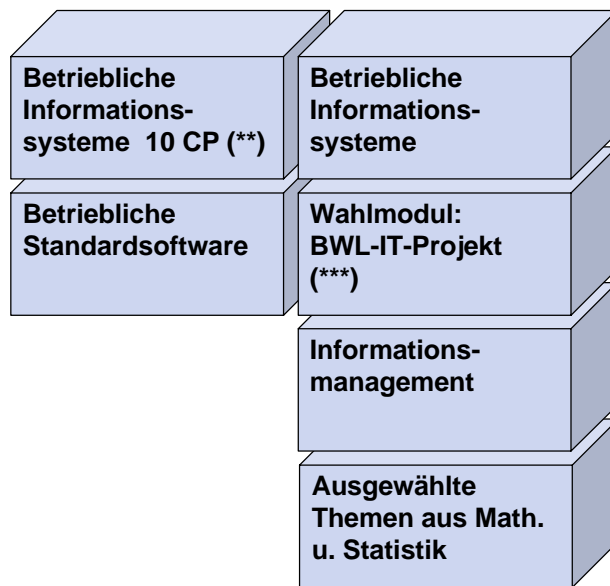 Betriebliche
Informations-
systeme 10 CP (**)
Betriebliche
Informations-
systeme
Betriebliche
Standardsoftware
Wahlmodul:
BWL-IT-Projekt
(***)
Informations-
management
Ausgewählte
Themen aus Math.
u. Statistik